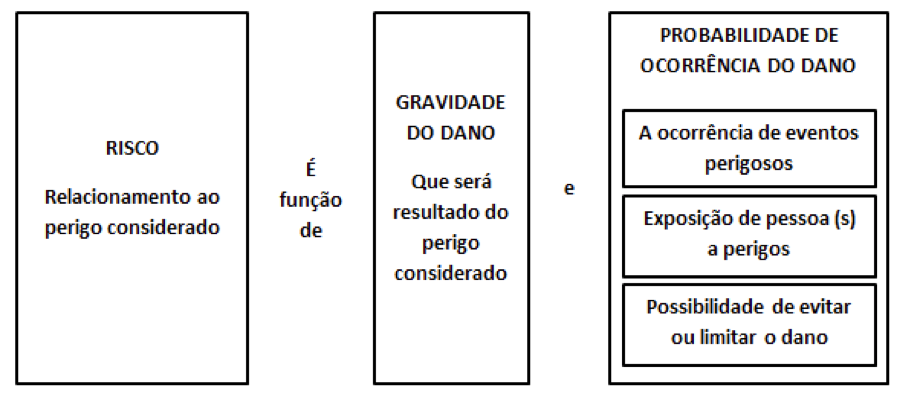 RISCO
Relacionamento ao
perigo considerado
É
função
de
GRAVIDADE
DO DANO
Que será
resultado do
perigo
considerado
e
PROBABILIDADE DE
OCORRÊNCIA DO DANO
A ocorrência de eventos
perigosos
Exposição de pessoa (s)
a perigos
Possibilidade de evitar
ou limitar o dano